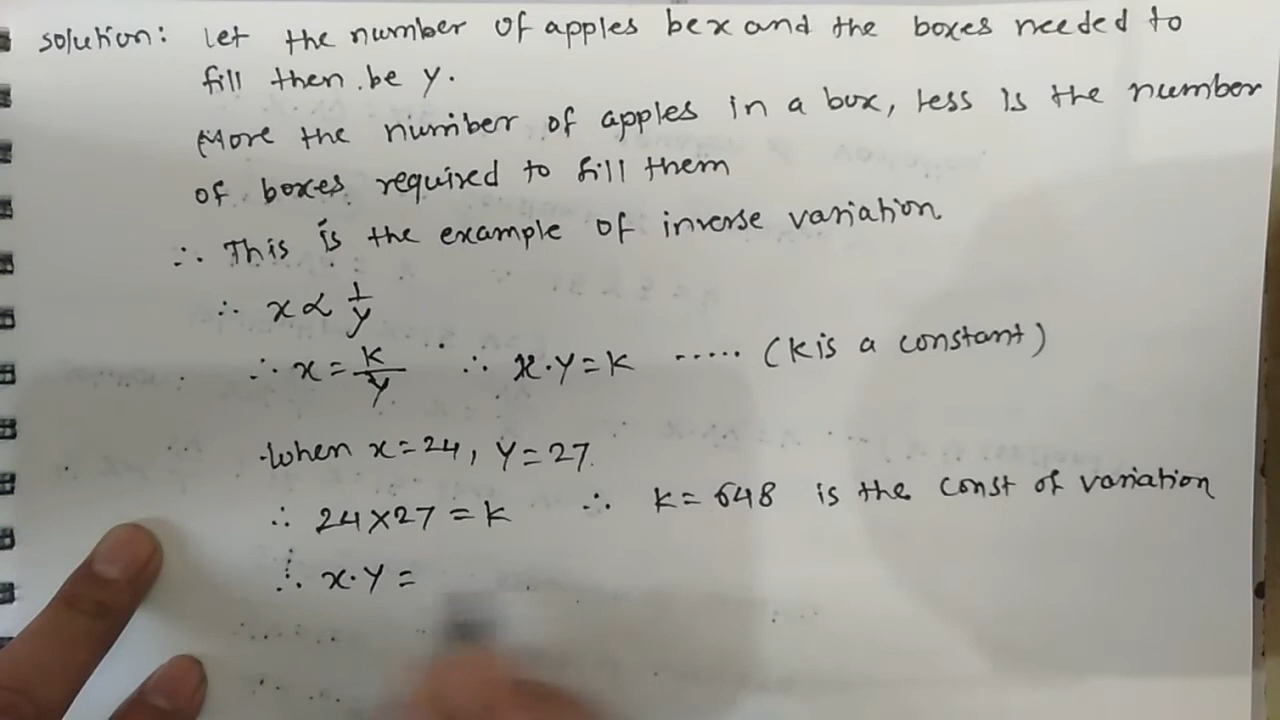 solution: Let the number of apples be x and the boxes needed to
fill then be y.
More the number of apples in a box, less is the number
of boxes required to fill them
∴ This is the example of inverse variation
∴ x ∝ 1/y
∴ x = k/y ∴ x·y = k ..... (k is a constant)
When x = 24, y = 27.
∴ 24 × 27 = k ∴ k = 648 is the const of variation
∴ x·y =